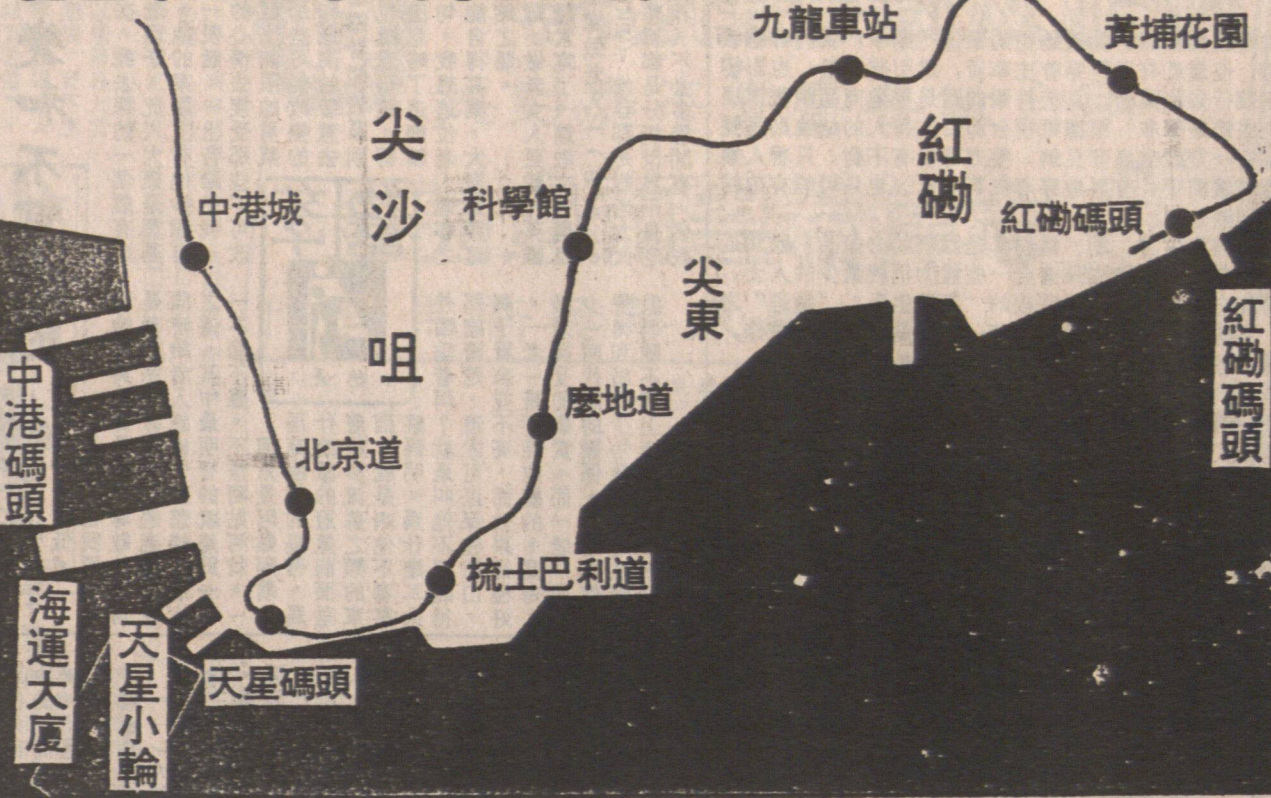 九龍車站
黃埔花園
尖沙咀
紅磡
中港城
科學館
紅磡碼頭
尖東
紅磡碼頭
中港碼頭
麼地道
北京道
梳士巴利道
海運大廈
天星小輪
天星碼頭